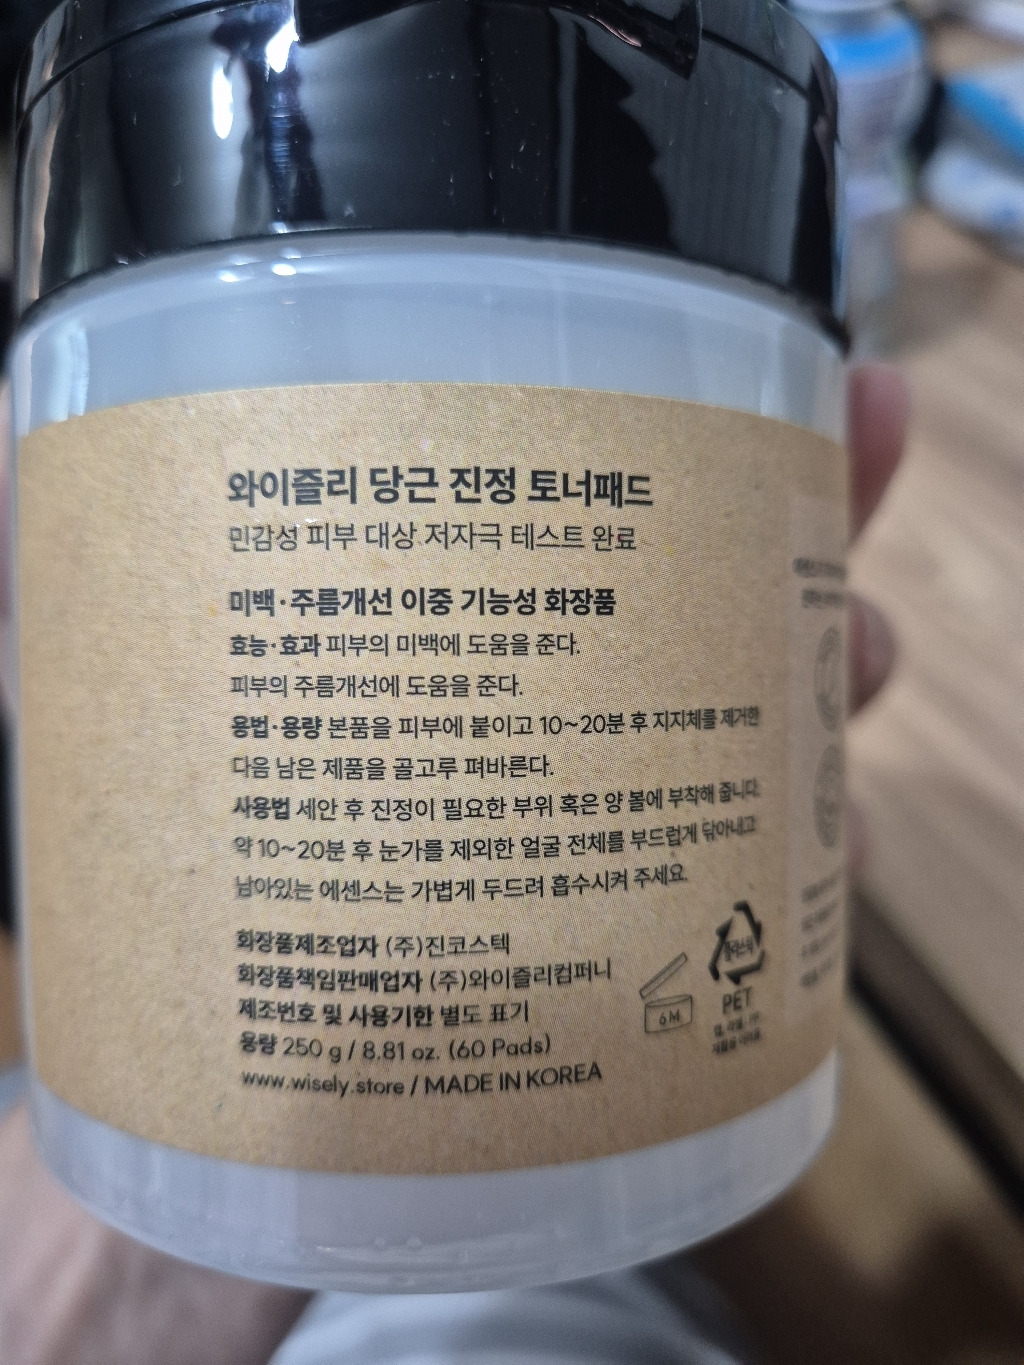 와이즐리 당근 진정 토너패드
민감성 피부 대상 저자극 테스트 완료
미백·주름개선 이중 기능성 화장품
효능·효과 피부의 미백에 도움을 준다.
피부의 주름개선에 도움을 준다.
용법·용량 본품을 피부에 붙이고 10~20분 후 지지체를 제거한
다음 남은 제품을 골고루 펴바른다.
사용법 세안 후 진정이 필요한 부위 혹은 양 볼에 부착해 줍니다.
약 10~20분 후 눈가를 제외한 얼굴 전체를 부드럽게 닦아내고
남아있는 에센스는 가볍게 두드려 흡수시켜 주세요.
화장품제조업자 (주)진코스텍
화장품책임판매업자 (주)와이즐리컴퍼니
제조번호 및 사용기한 별도 표기
용량 250 g / 8.81 oz. (60 Pads)
www.wisely.store / MADE IN KOREA
6 M
플라스틱
PET